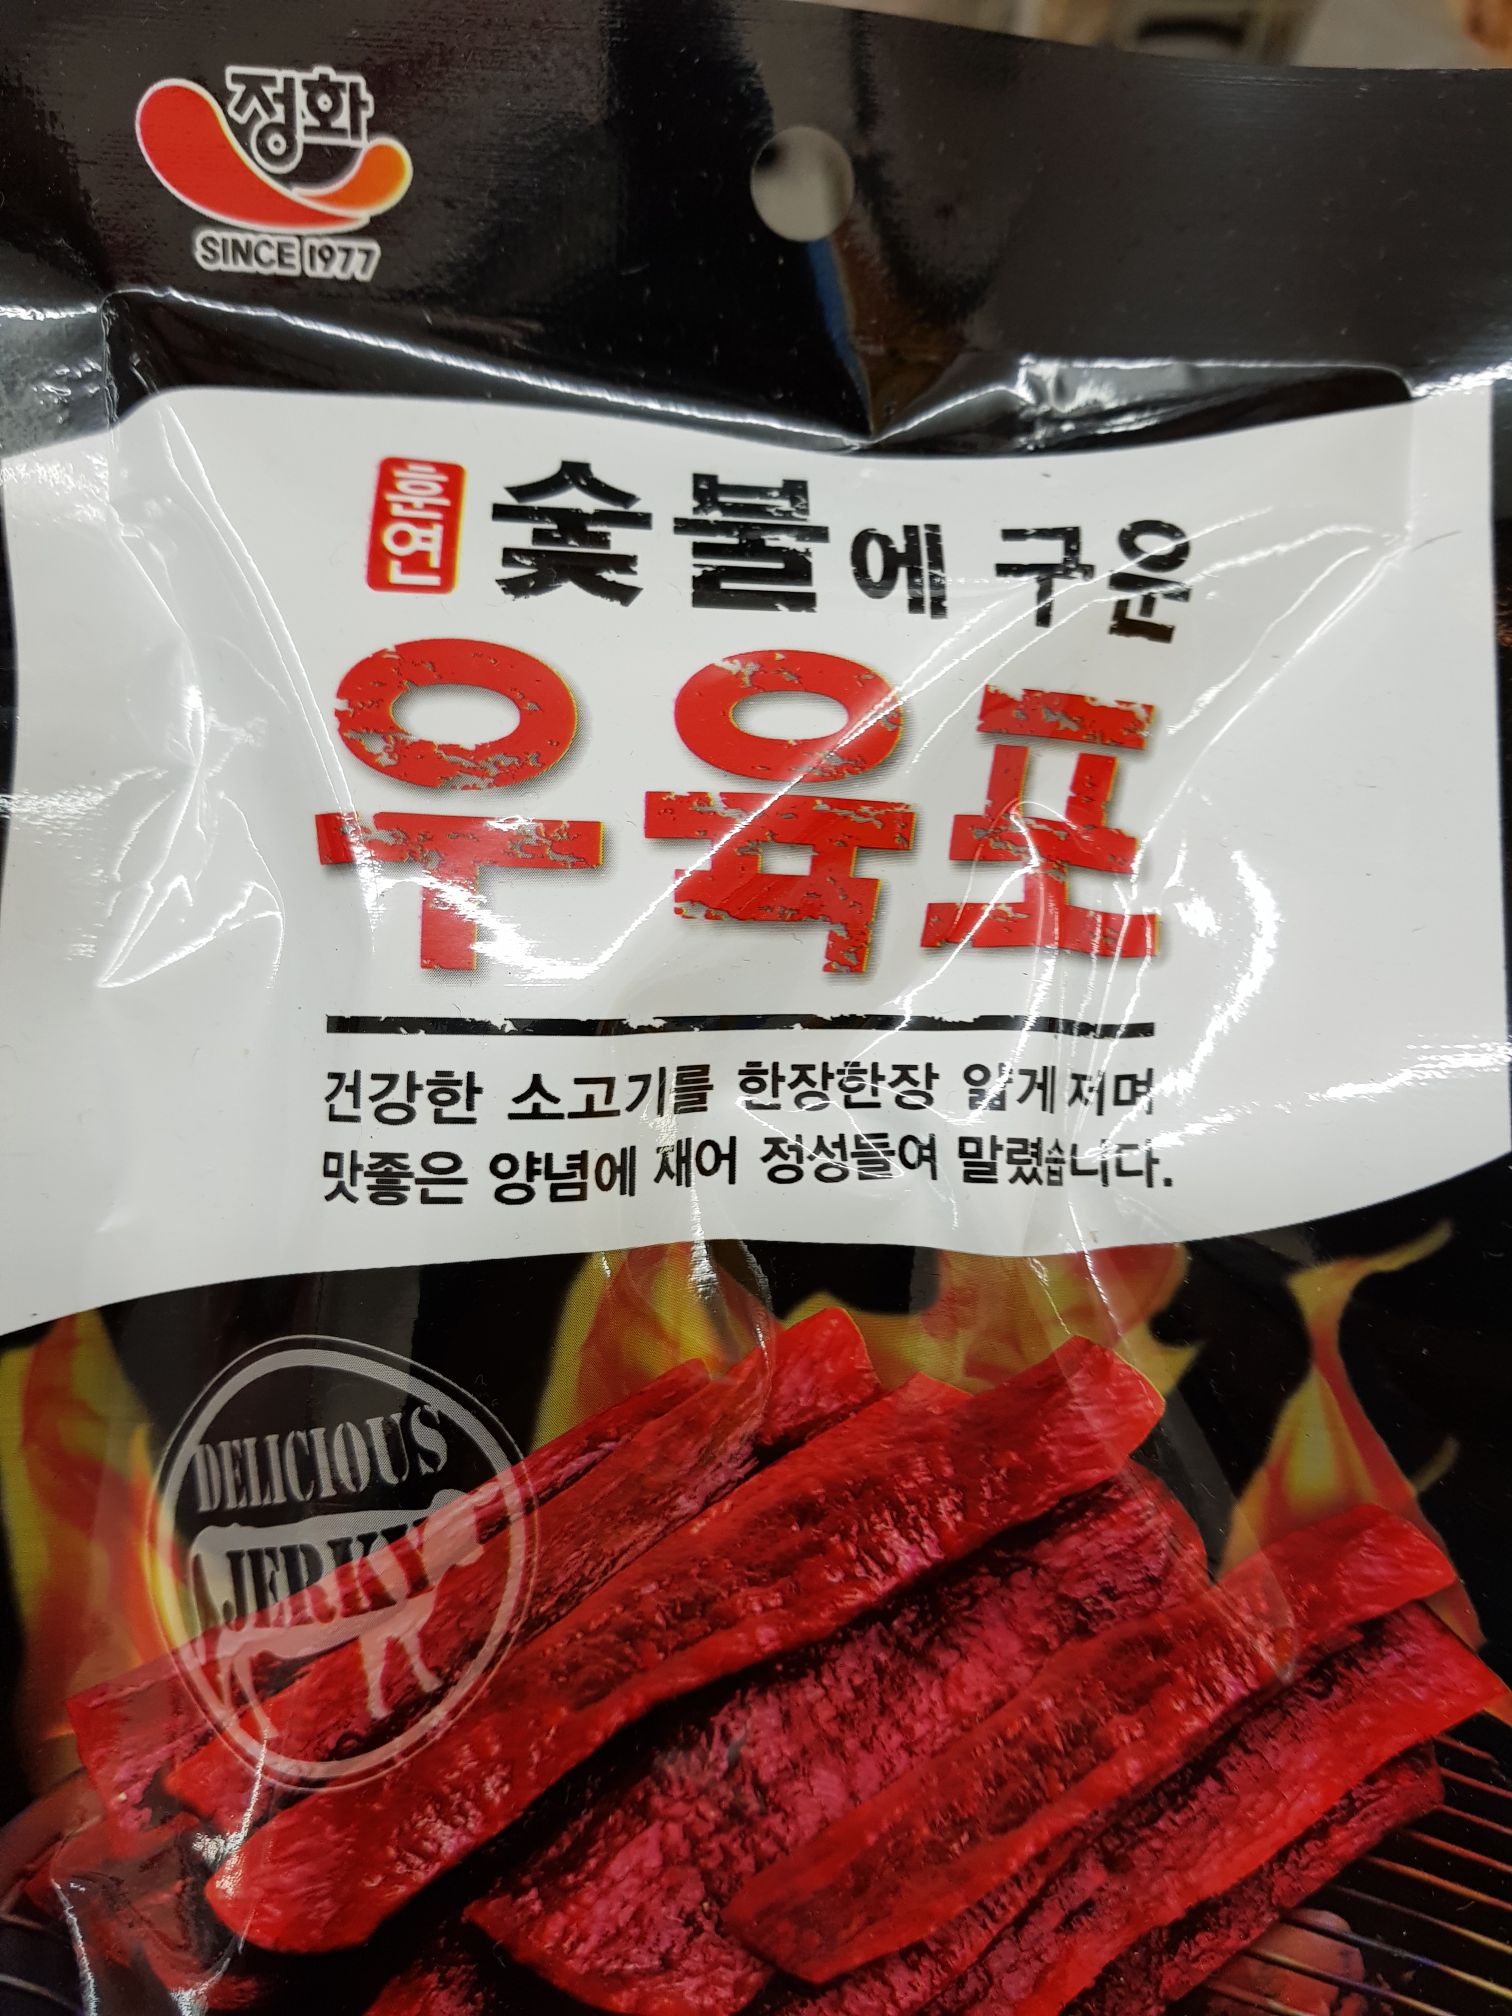 정화
SINCE 1977
훈연
숯불에 구운
우육포
건강한 소고기를 한장한장 얇게 저며
맛좋은 양념에 재어 정성들여 말렸습니다.
DELICIOUS
JERKY